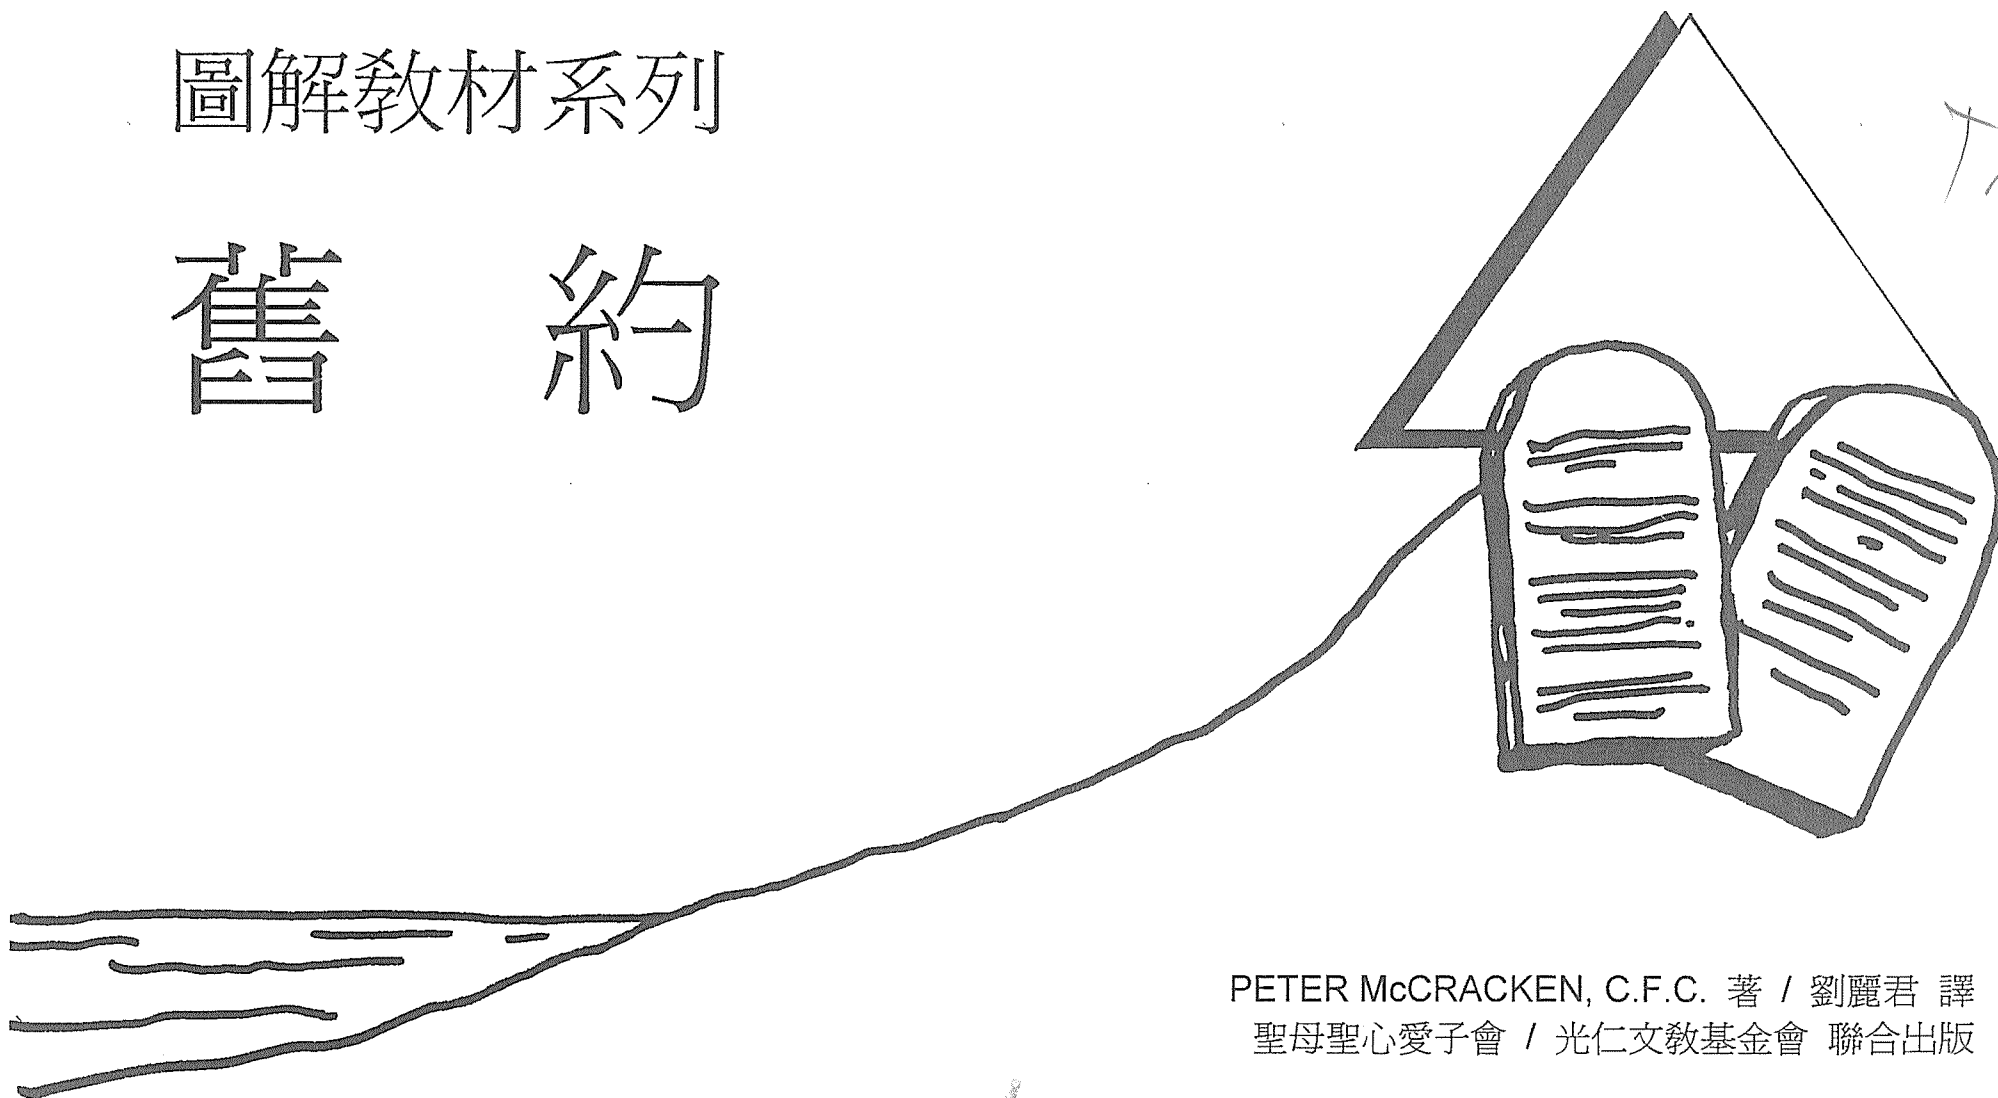 圖解教材系列
舊約
PETER McCRACKEN, C.F.C. 著 / 劉麗君 譯
聖母聖心愛子會 / 光仁文教基金會 聯合出版